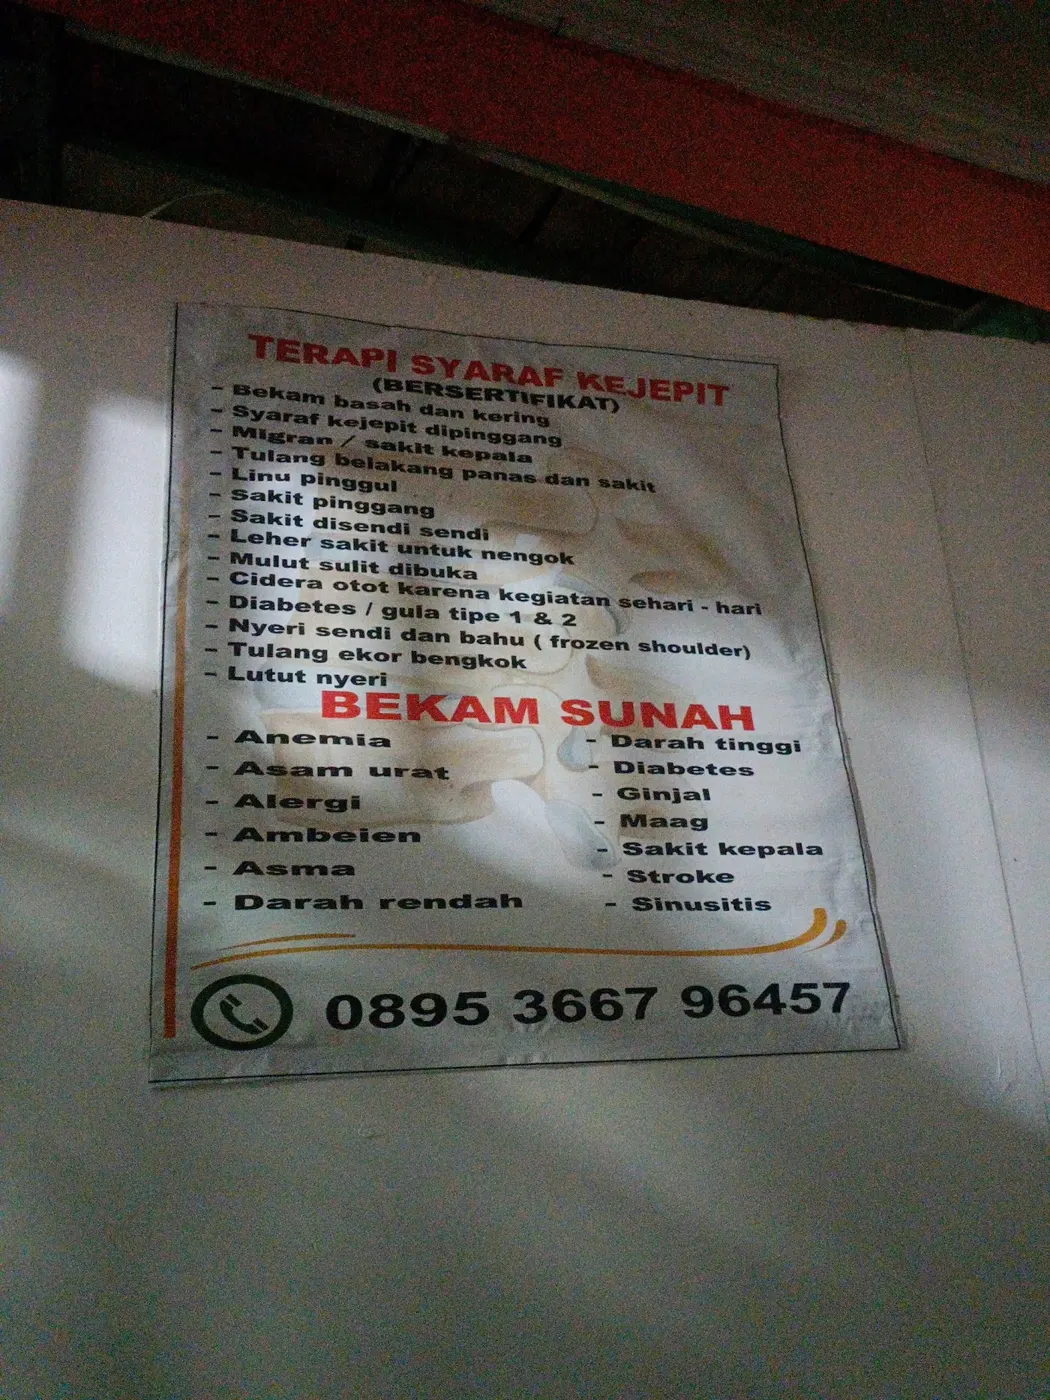 TERAPI SYARAF KEJEPIT
(BERSERTIFIKAT)
- Bekam basah dan kering
- Syaraf kejepit dipinggang
- Migran / sakit kepala
- Tulang belakang panas dan sakit
- Linu pinggul
- Sakit pinggang
- Sakit disendi sendi
- Leher sakit untuk nengok
- Mulut sulit dibuka
- Cidera otot karena kegiatan sehari - hari
- Diabetes / gula tipe 1 & 2
- Nyeri sendi dan bahu ( frozen shoulder)
- Tulang ekor bengkok
- Lutut nyeri
BEKAM SUNAH
- Anemia
- Asam urat
- Alergi
- Ambeien
- Asma
- Darah rendah
- Darah tinggi
- Diabetes
- Ginjal
- Maag
- Sakit kepala
- Stroke
- Sinusitis
0895 3667 96457